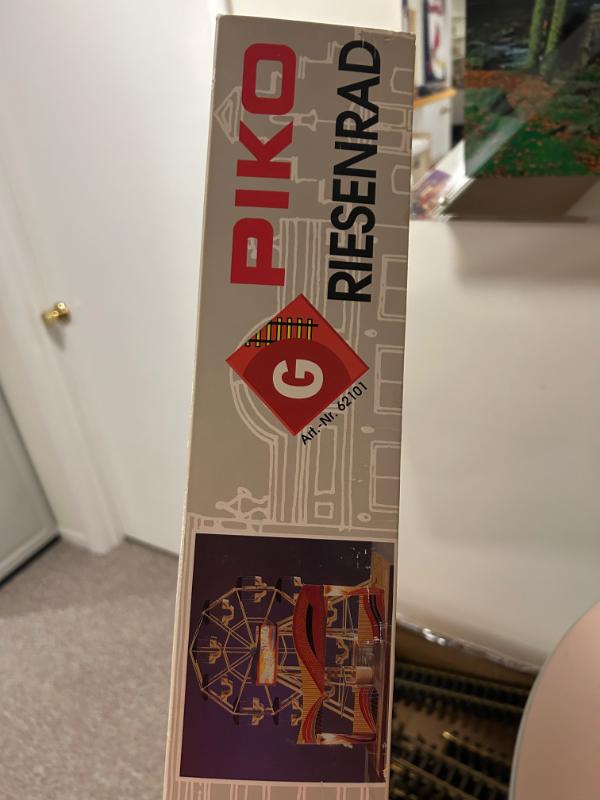 PIKO
RIESENRAD
G
Art.-Nr. 62101